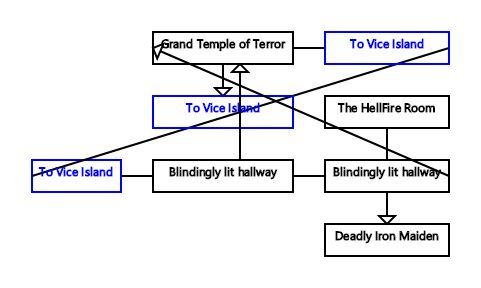 Grand Temple of Terror
To Vice Island
To Vice Island
The HellFire Room
To Vice Island
Blindingly lit hallway
Blindingly lit hallway
Deadly Iron Maiden